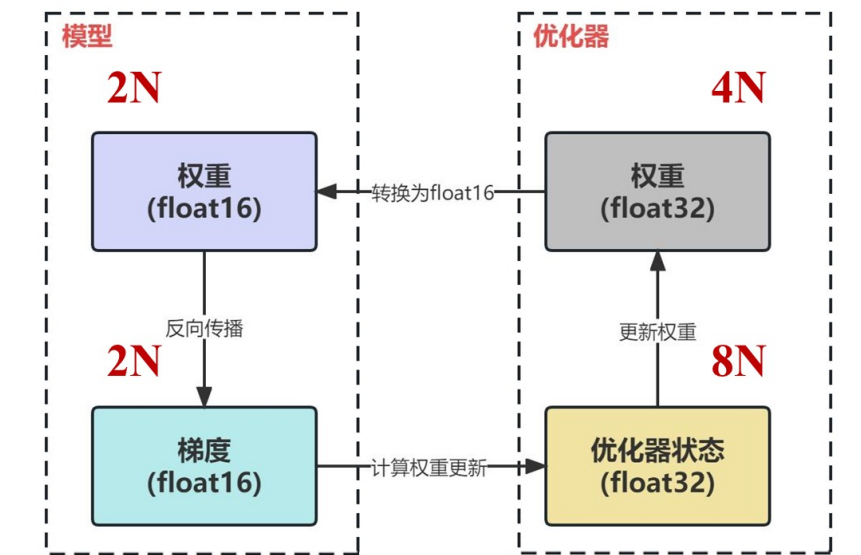 模型
优化器
2N
4N
权重
(float16)
转换为float16
权重
(float32)
反向传播
更新权重
2N
8N
梯度
(float16)
计算权重更新
优化器状态
(float32)